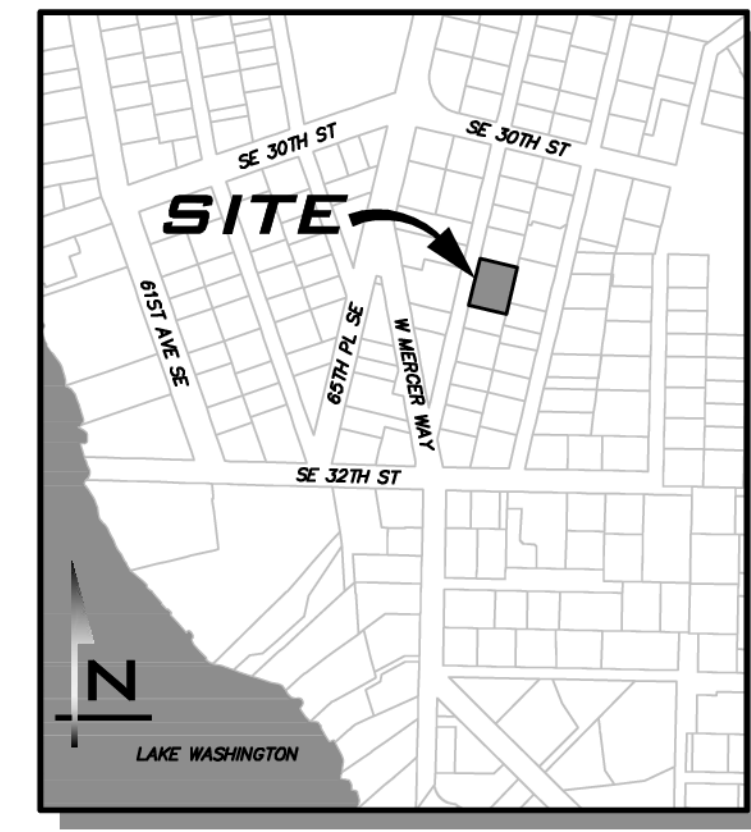 SE 30TH ST
SE 30TH ST
SITE
61ST AVE SE
65TH PL SE
W MERCER WAY
SE 32TH ST
N
LAKE WASHINGTON